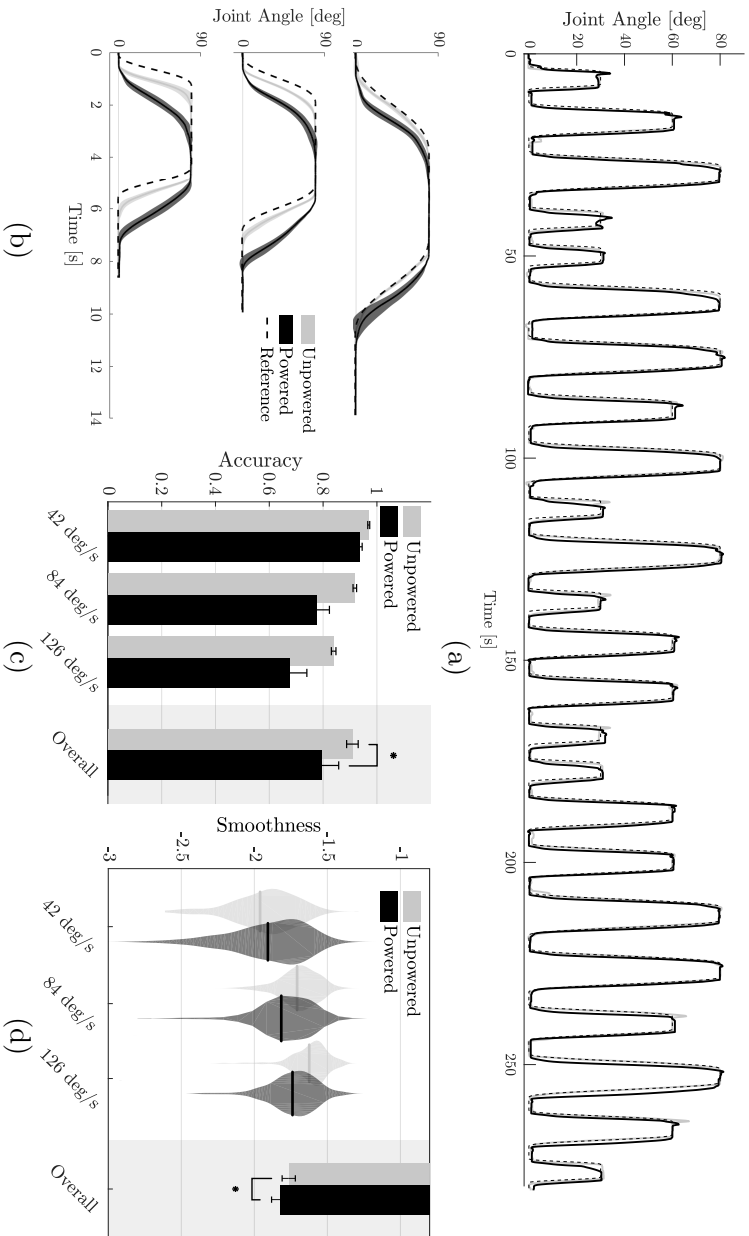 Joint Angle [deg]
80
60
40
20
0
0
50
100
150
200
250
Time [s]
(a)
Joint Angle [deg]
90
0
90
0
90
0
0
2
4
6
8
10
12
14
Time [s]
Unpowered
Powered
Reference
(b)
Accuracy
1
0.8
0.6
0.4
0.2
0
Unpowered
Powered
*
42 deg/s
84 deg/s
126 deg/s
Overall
(c)
Smoothness
-1
-1.5
-2
-2.5
-3
Unpowered
Powered
*
42 deg/s
84 deg/s
126 deg/s
Overall
(d)